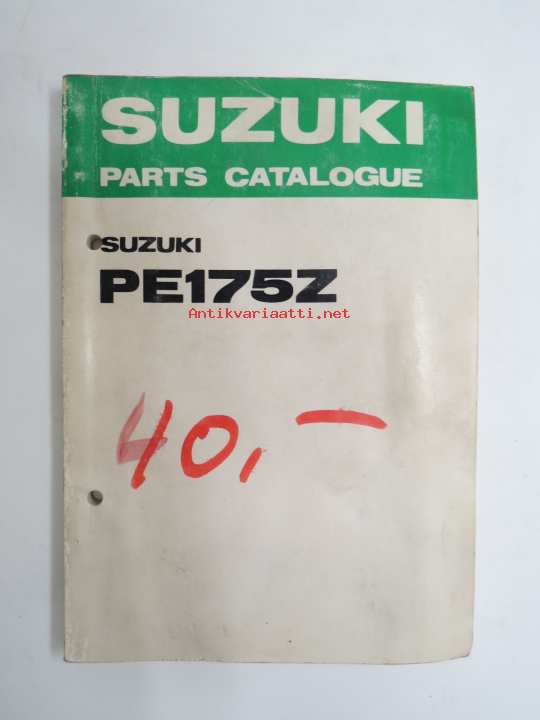 SUZUKI
PARTS CATALOGUE
SUZUKI
PE175Z
Antikvariaatti.net
40,—